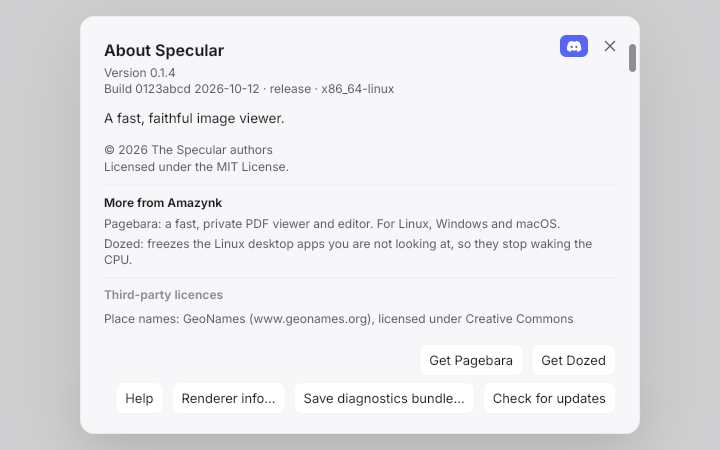 About Specular
Version 0.1.4
Build 0123abcd 2026-10-12 · release · x86_64-linux
A fast, faithful image viewer.
© 2026 The Specular authors
Licensed under the MIT License.
More from Amazynk
Pagebara: a fast, private PDF viewer and editor. For Linux, Windows and macOS.
Dozed: freezes the Linux desktop apps you are not looking at, so they stop waking the
CPU.
Third-party licences
Place names: GeoNames (www.geonames.org), licensed under Creative Commons
Get Pagebara
Get Dozed
Help
Renderer info...
Save diagnostics bundle...
Check for updates